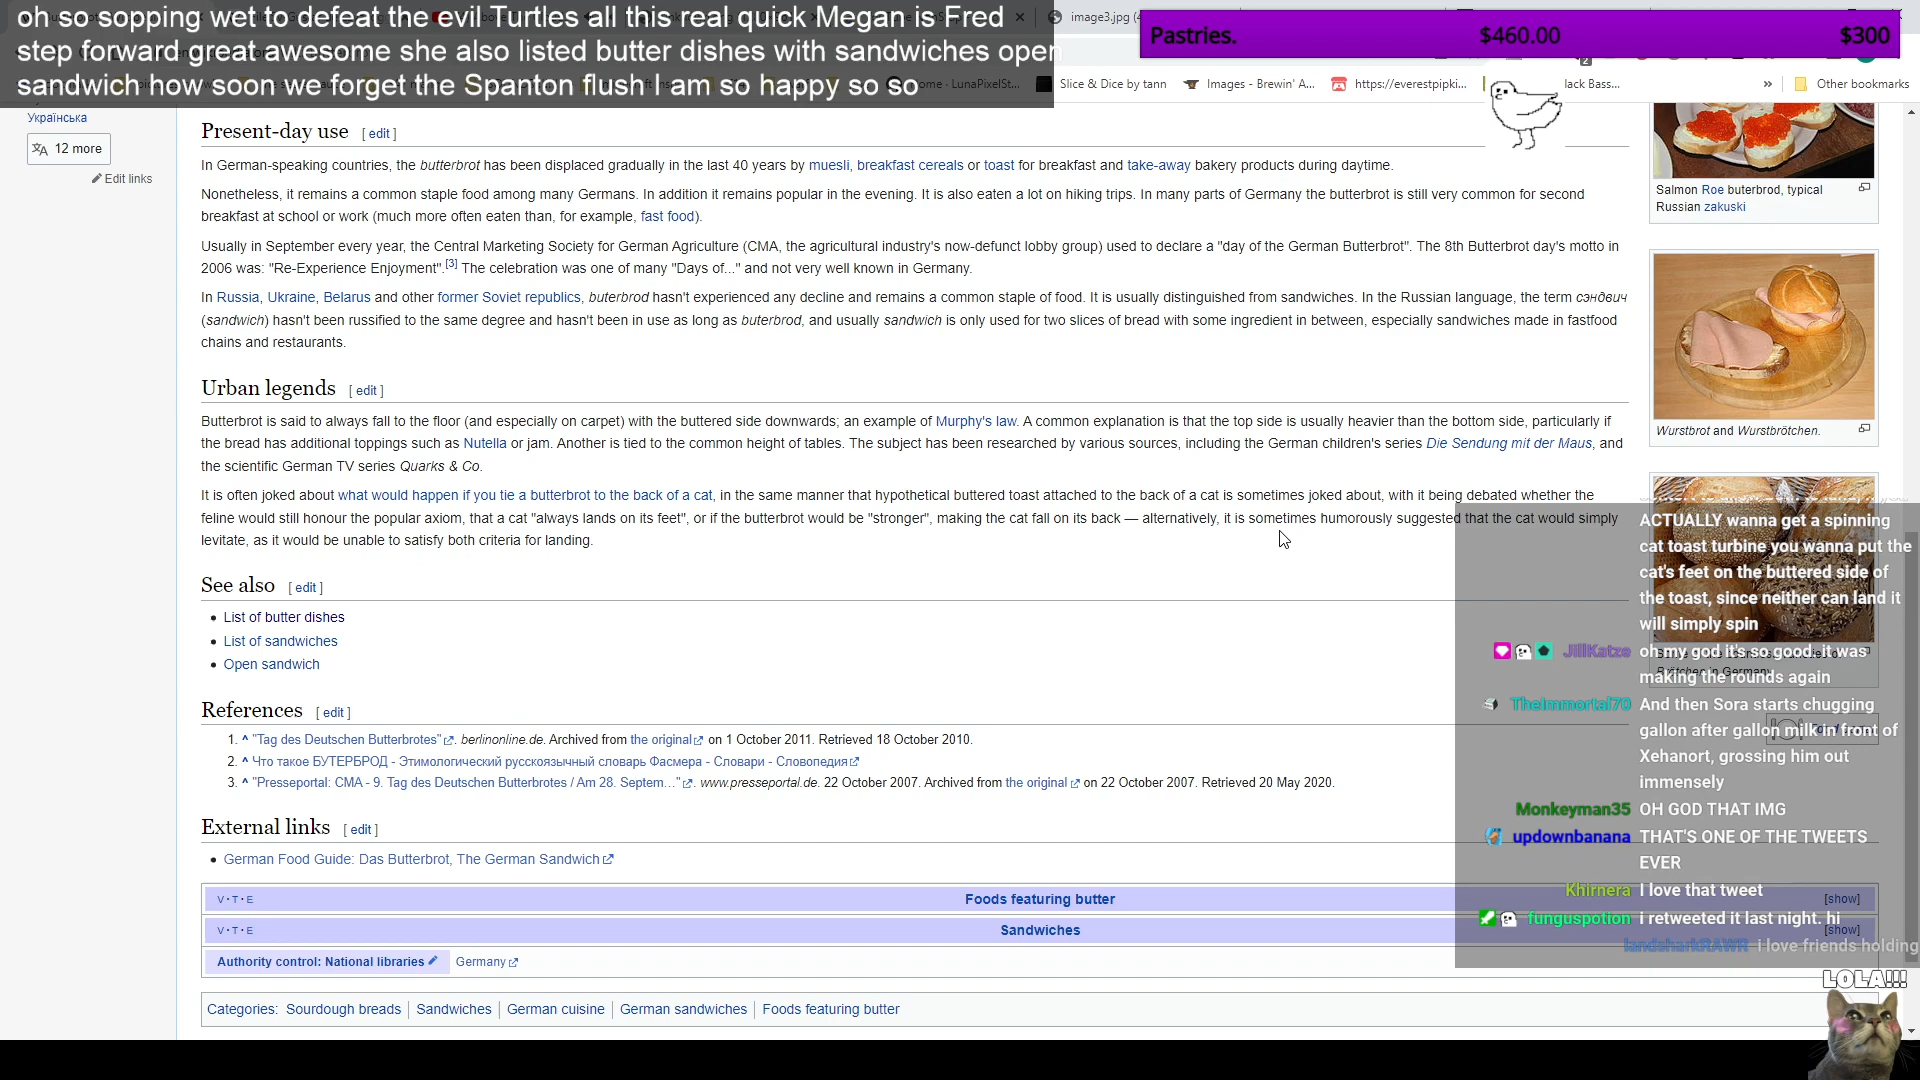 oh so sopping wet to defeat the evil Turtles all this real quick Megan is Fred
step forward great awesome she also listed butter dishes with sandwiches open
sandwich how soon we forget the Spanton flush I am so happy so so
image3.jpg (4
Pastries. $460.00 $300
ome - LunaPixelSt... Slice & Dice by tann Images - Brewin' A... https://everestpipki... lack Bass... » Other bookmarks
Українська
12 more
Edit links
Present-day use [ edit ]
In German-speaking countries, the butterbrot has been displaced gradually in the last 40 years by muesli, breakfast cereals or toast for breakfast and take-away bakery products during daytime.
Nonetheless, it remains a common staple food among many Germans. In addition it remains popular in the evening. It is also eaten a lot on hiking trips. In many parts of Germany the butterbrot is still very common for second
breakfast at school or work (much more often eaten than, for example, fast food).
Usually in September every year, the Central Marketing Society for German Agriculture (CMA, the agricultural industry's now-defunct lobby group) used to declare a "day of the German Butterbrot". The 8th Butterbrot day's motto in
2006 was: "Re-Experience Enjoyment".[3] The celebration was one of many "Days of..." and not very well known in Germany.
In Russia, Ukraine, Belarus and other former Soviet republics, buterbrod hasn't experienced any decline and remains a common staple of food. It is usually distinguished from sandwiches. In the Russian language, the term сэндвич
(sandwich) hasn't been russified to the same degree and hasn't been in use as long as buterbrod, and usually sandwich is only used for two slices of bread with some ingredient in between, especially sandwiches made in fastfood
chains and restaurants.
Urban legends [ edit ]
Butterbrot is said to always fall to the floor (and especially on carpet) with the buttered side downwards; an example of Murphy's law. A common explanation is that the top side is usually heavier than the bottom side, particularly if
the bread has additional toppings such as Nutella or jam. Another is tied to the common height of tables. The subject has been researched by various sources, including the German children's series Die Sendung mit der Maus, and
the scientific German TV series Quarks & Co.
It is often joked about what would happen if you tie a butterbrot to the back of a cat, in the same manner that hypothetical buttered toast attached to the back of a cat is sometimes joked about, with it being debated whether the
feline would still honour the popular axiom, that a cat "always lands on its feet", or if the butterbrot would be "stronger", making the cat fall on its back — alternatively, it is sometimes humorously suggested that the cat would simply
levitate, as it would be unable to satisfy both criteria for landing.
See also [ edit ]
List of butter dishes
List of sandwiches
Open sandwich
References [ edit ]
1. ^ "Tag des Deutschen Butterbrotes". berlinonline.de. Archived from the original on 1 October 2011. Retrieved 18 October 2010.
2. ^ Что такое БУТЕРБРОД - Этимологический русскоязычный словарь Фасмера - Словари - Словопедия
3. ^ "Presseportal: CMA - 9. Tag des Deutschen Butterbrotes / Am 28. Septem...". www.presseportal.de. 22 October 2007. Archived from the original on 22 October 2007. Retrieved 20 May 2020.
External links [ edit ]
German Food Guide: Das Butterbrot, The German Sandwich
V·T·E Foods featuring butter [show]
V·T·E Sandwiches [show]
Authority control: National libraries Germany
Categories: Sourdough breads | Sandwiches | German cuisine | German sandwiches | Foods featuring butter
Salmon Roe buterbrod, typical
Russian zakuski
Wurstbrot and Wurstbrötchen.
ACTUALLY wanna get a spinning
cat toast turbine you wanna put the
cat's feet on the buttered side of
the toast, since neither can land it
will simply spin
JillKatze oh my god it's so good. it was
making the rounds again
TheImmortal70 And then Sora starts chugging
gallon after gallon milk in front of
Xehanort, grossing him out
immensely
Monkeyman35 OH GOD THAT IMG
updownbanana THAT'S ONE OF THE TWEETS
EVER
Khirnera I love that tweet
funguspotion i retweeted it last night. hi
landsharkRAWR i love friends holding
LOLA!!!